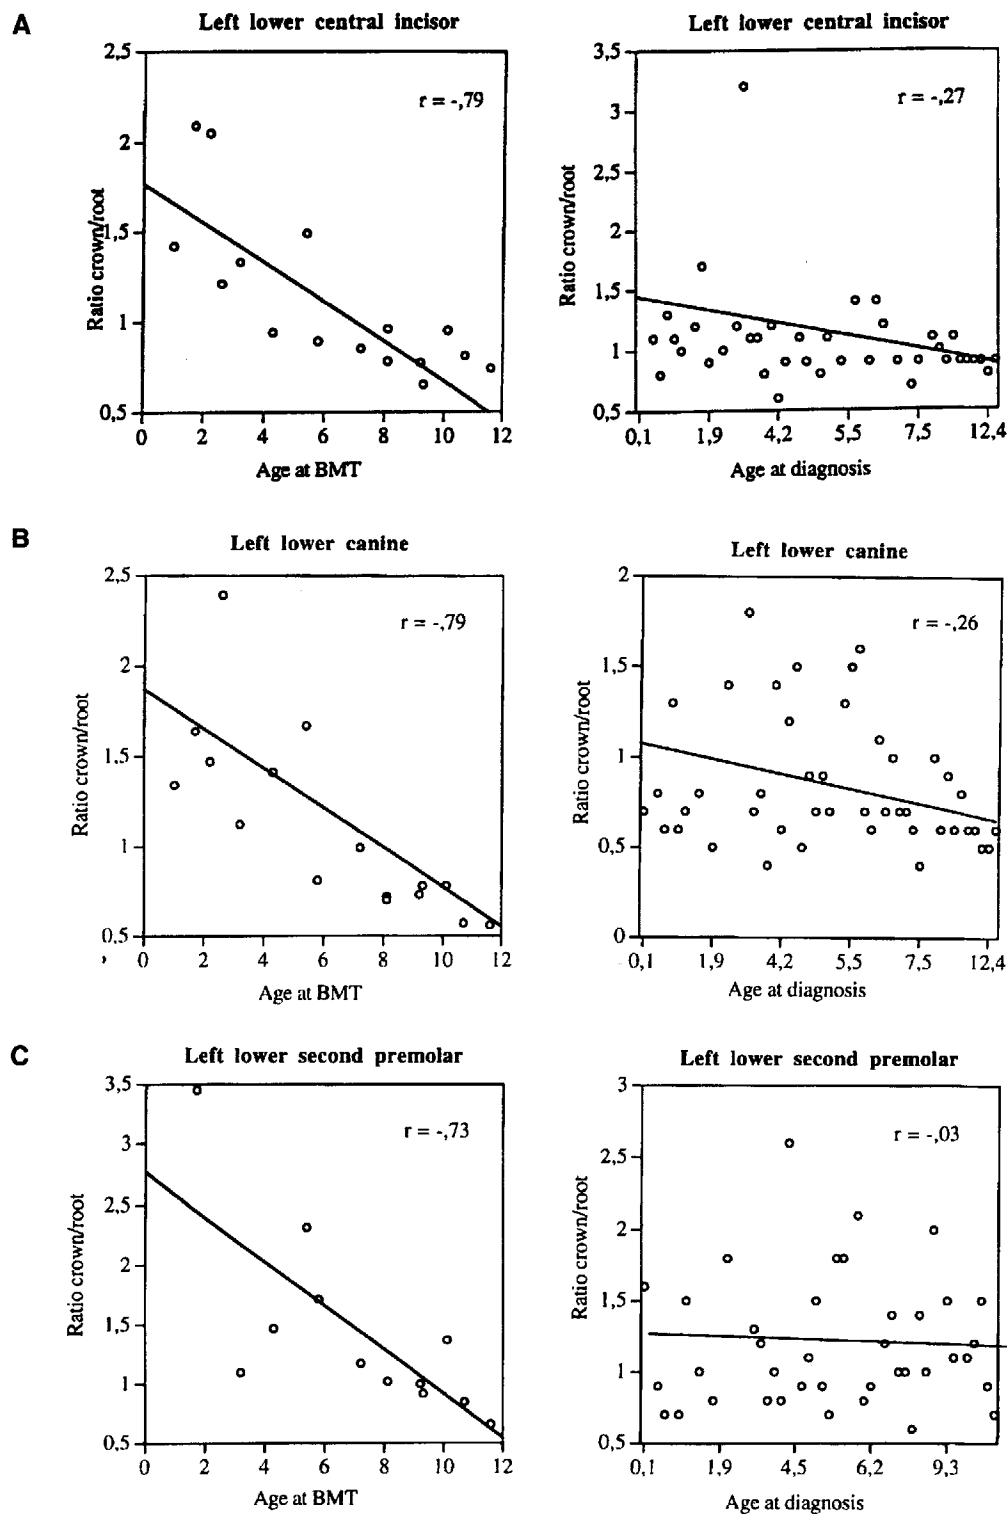 A
Left lower central incisor
Ratio crown/root
2,5
2
1,5
1
0,5
r = -,79
0 2 4 6 8 10 12
Age at BMT
Left lower central incisor
Ratio crown/root
3,5
3
2,5
2
1,5
1
0,5
r = -,27
0,1 1,9 4,2 5,5 7,5 12,4
Age at diagnosis
B
Left lower canine
Ratio crown/root
2,5
2
1,5
1
0,5
r = -,79
0 2 4 6 8 10 12
Age at BMT
Left lower canine
Ratio crown/root
2
1,5
1
0,5
0
r = -,26
0,1 1,9 4,2 5,5 7,5 12,4
Age at diagnosis
C
Left lower second premolar
Ratio crown/root
3,5
3
2,5
2
1,5
1
0,5
r = -,73
0 2 4 6 8 10 12
Age at BMT
Left lower second premolar
Ratio crown/root
3
2,5
2
1,5
1
0,5
r = -,03
0,1 1,9 4,5 6,2 9,3
Age at diagnosis